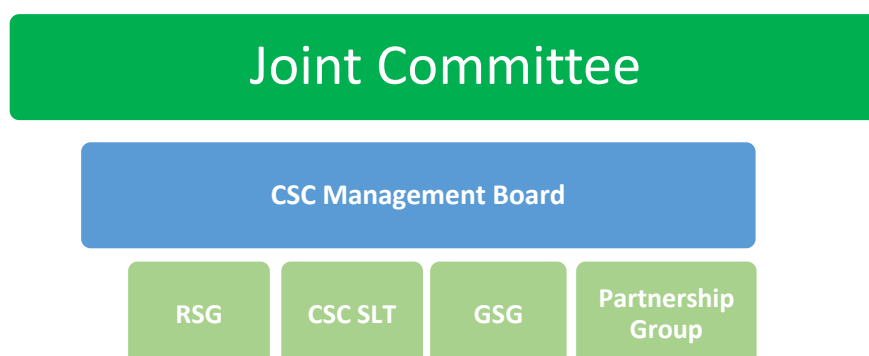 Joint Committee
CSC Management Board
RSG
CSC SLT
GSG
Partnership
Group